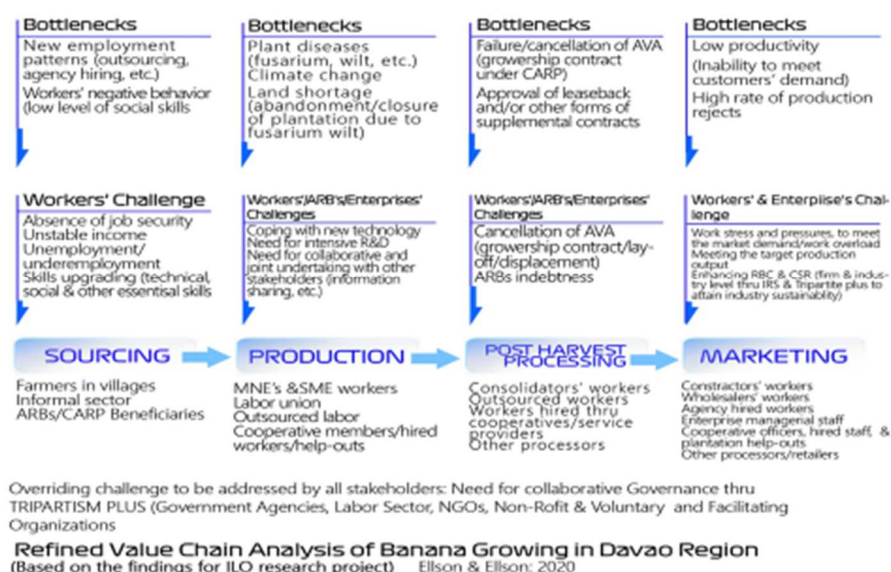 Bottlenecks
New employment
patterns (outsourcing,
agency hiring, etc.)
Workers' negative behavior
(low level of social skills
Bottlenecks
Plant diseases
(fusarium, wilt, etc.)
Climate change
Land shortage
(abandonment/closure
of plantation due to
fusarium wilt)
Bottlenecks
Failure/cancellation of AVA
(growership contract
under CARP)
Approval of leaseback
and/or other forms of
supplemental contracts
Bottlenecks
Low productivity
(Inability to meet
customers' demand)
High rate of production
rejects
Workers' Challenge
Absence of job security
Unstable income
Unemployment/
underemployment
Skills upgrading (technical,
social & other essentisal skills
Workers'/ARB's/Enterprises'
Challenges
Coping with new technology
Need for intensive R&D
Need for collaborative and
joint undertaking with other
stakeholders (information
sharing, etc.)
Workers'/ARB's/Enterprises'
Challenges
Cancellation of AVA
(growership contract/lay-
off/displacement)
ARBs indebtness
Workers' & Enterpiise's Chal-
lenge
Work stress and pressures, to meet
the market demand/work overload
Meeting the target production
output
Enhancing RBC & CSR (firm & indus-
try level thru IRS & Tripartite plus to
attain industry sustainablity)
SOURCING
PRODUCTION
POST HARVEST
PROCESSING
MARKETING
Farmers in villages
Informal sector
ARBs/CARP Beneficiaries
MNE's &SME workers
Labor union
Outsourced labor
Cooperative members/hired
workers/help-outs
Consolidators' workers
Outsourced workers
Workers hired thru
cooperatives/service
providers
Other processors
Constractors' workers
Wholesalers' workers
Agency hired workers
Enterprise managerial staff
Cooperative officers, hired staff, &
plantation help-outs
Other processors/retailers
Overriding challenge to be addressed by all stakeholders: Need for collaborative Governance thru
TRIPARTISM PLUS (Government Agencies, Labor Sector, NGOs, Non-Rofit & Voluntary and Facilitating
Organizations
Refined Value Chain Analysis of Banana Growing in Davao Region
(Based on the findings for ILO research project) Ellson & Ellson: 2020